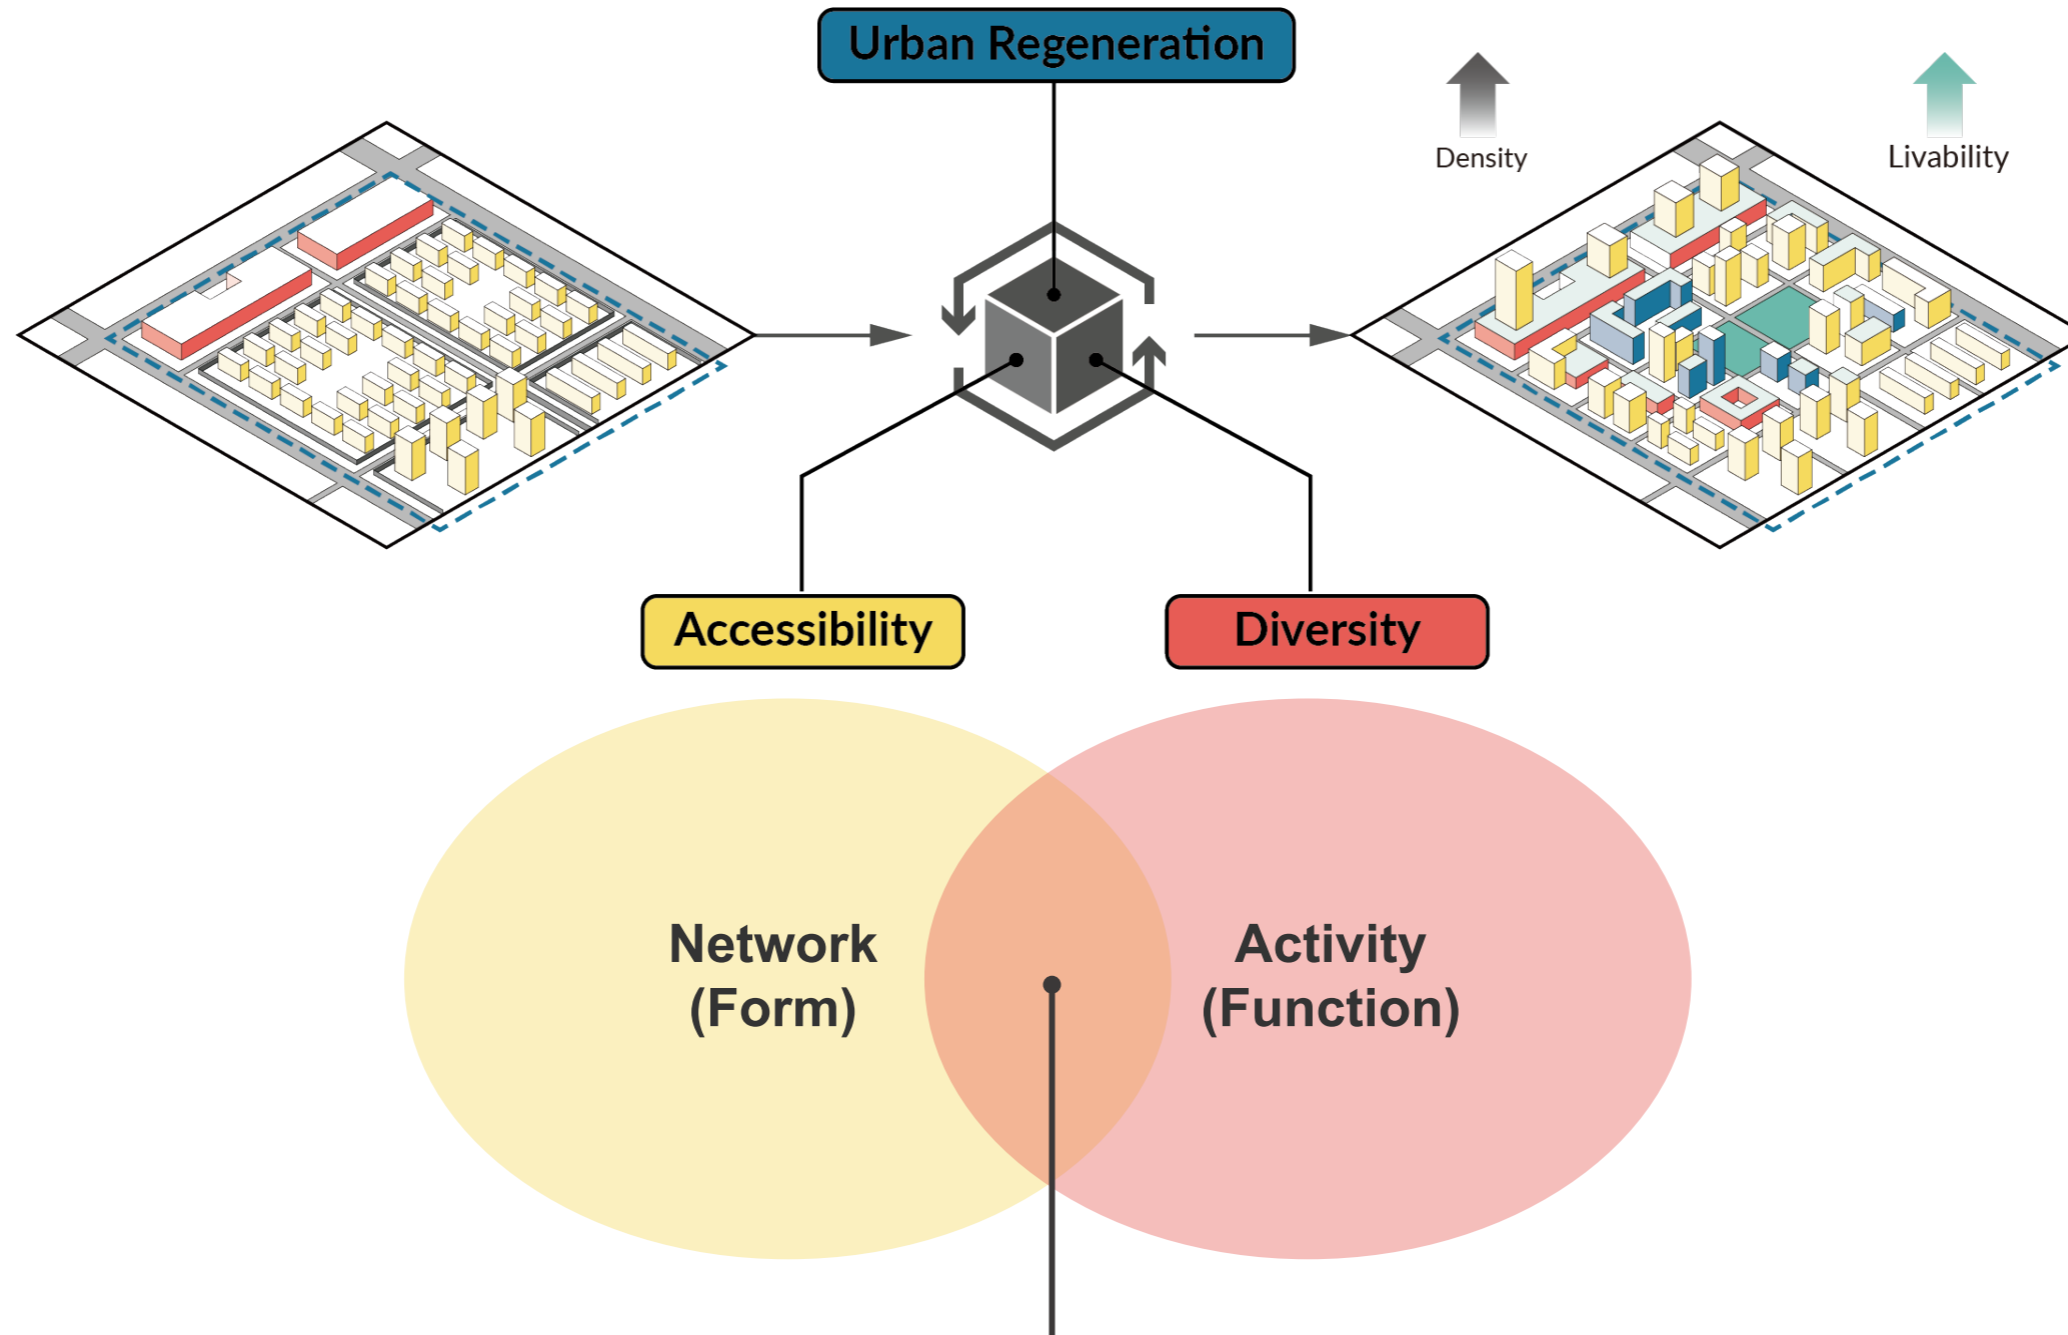 Urban Regeneration
Density
Livability
Accessibility
Diversity
Network
(Form)
Activity
(Function)